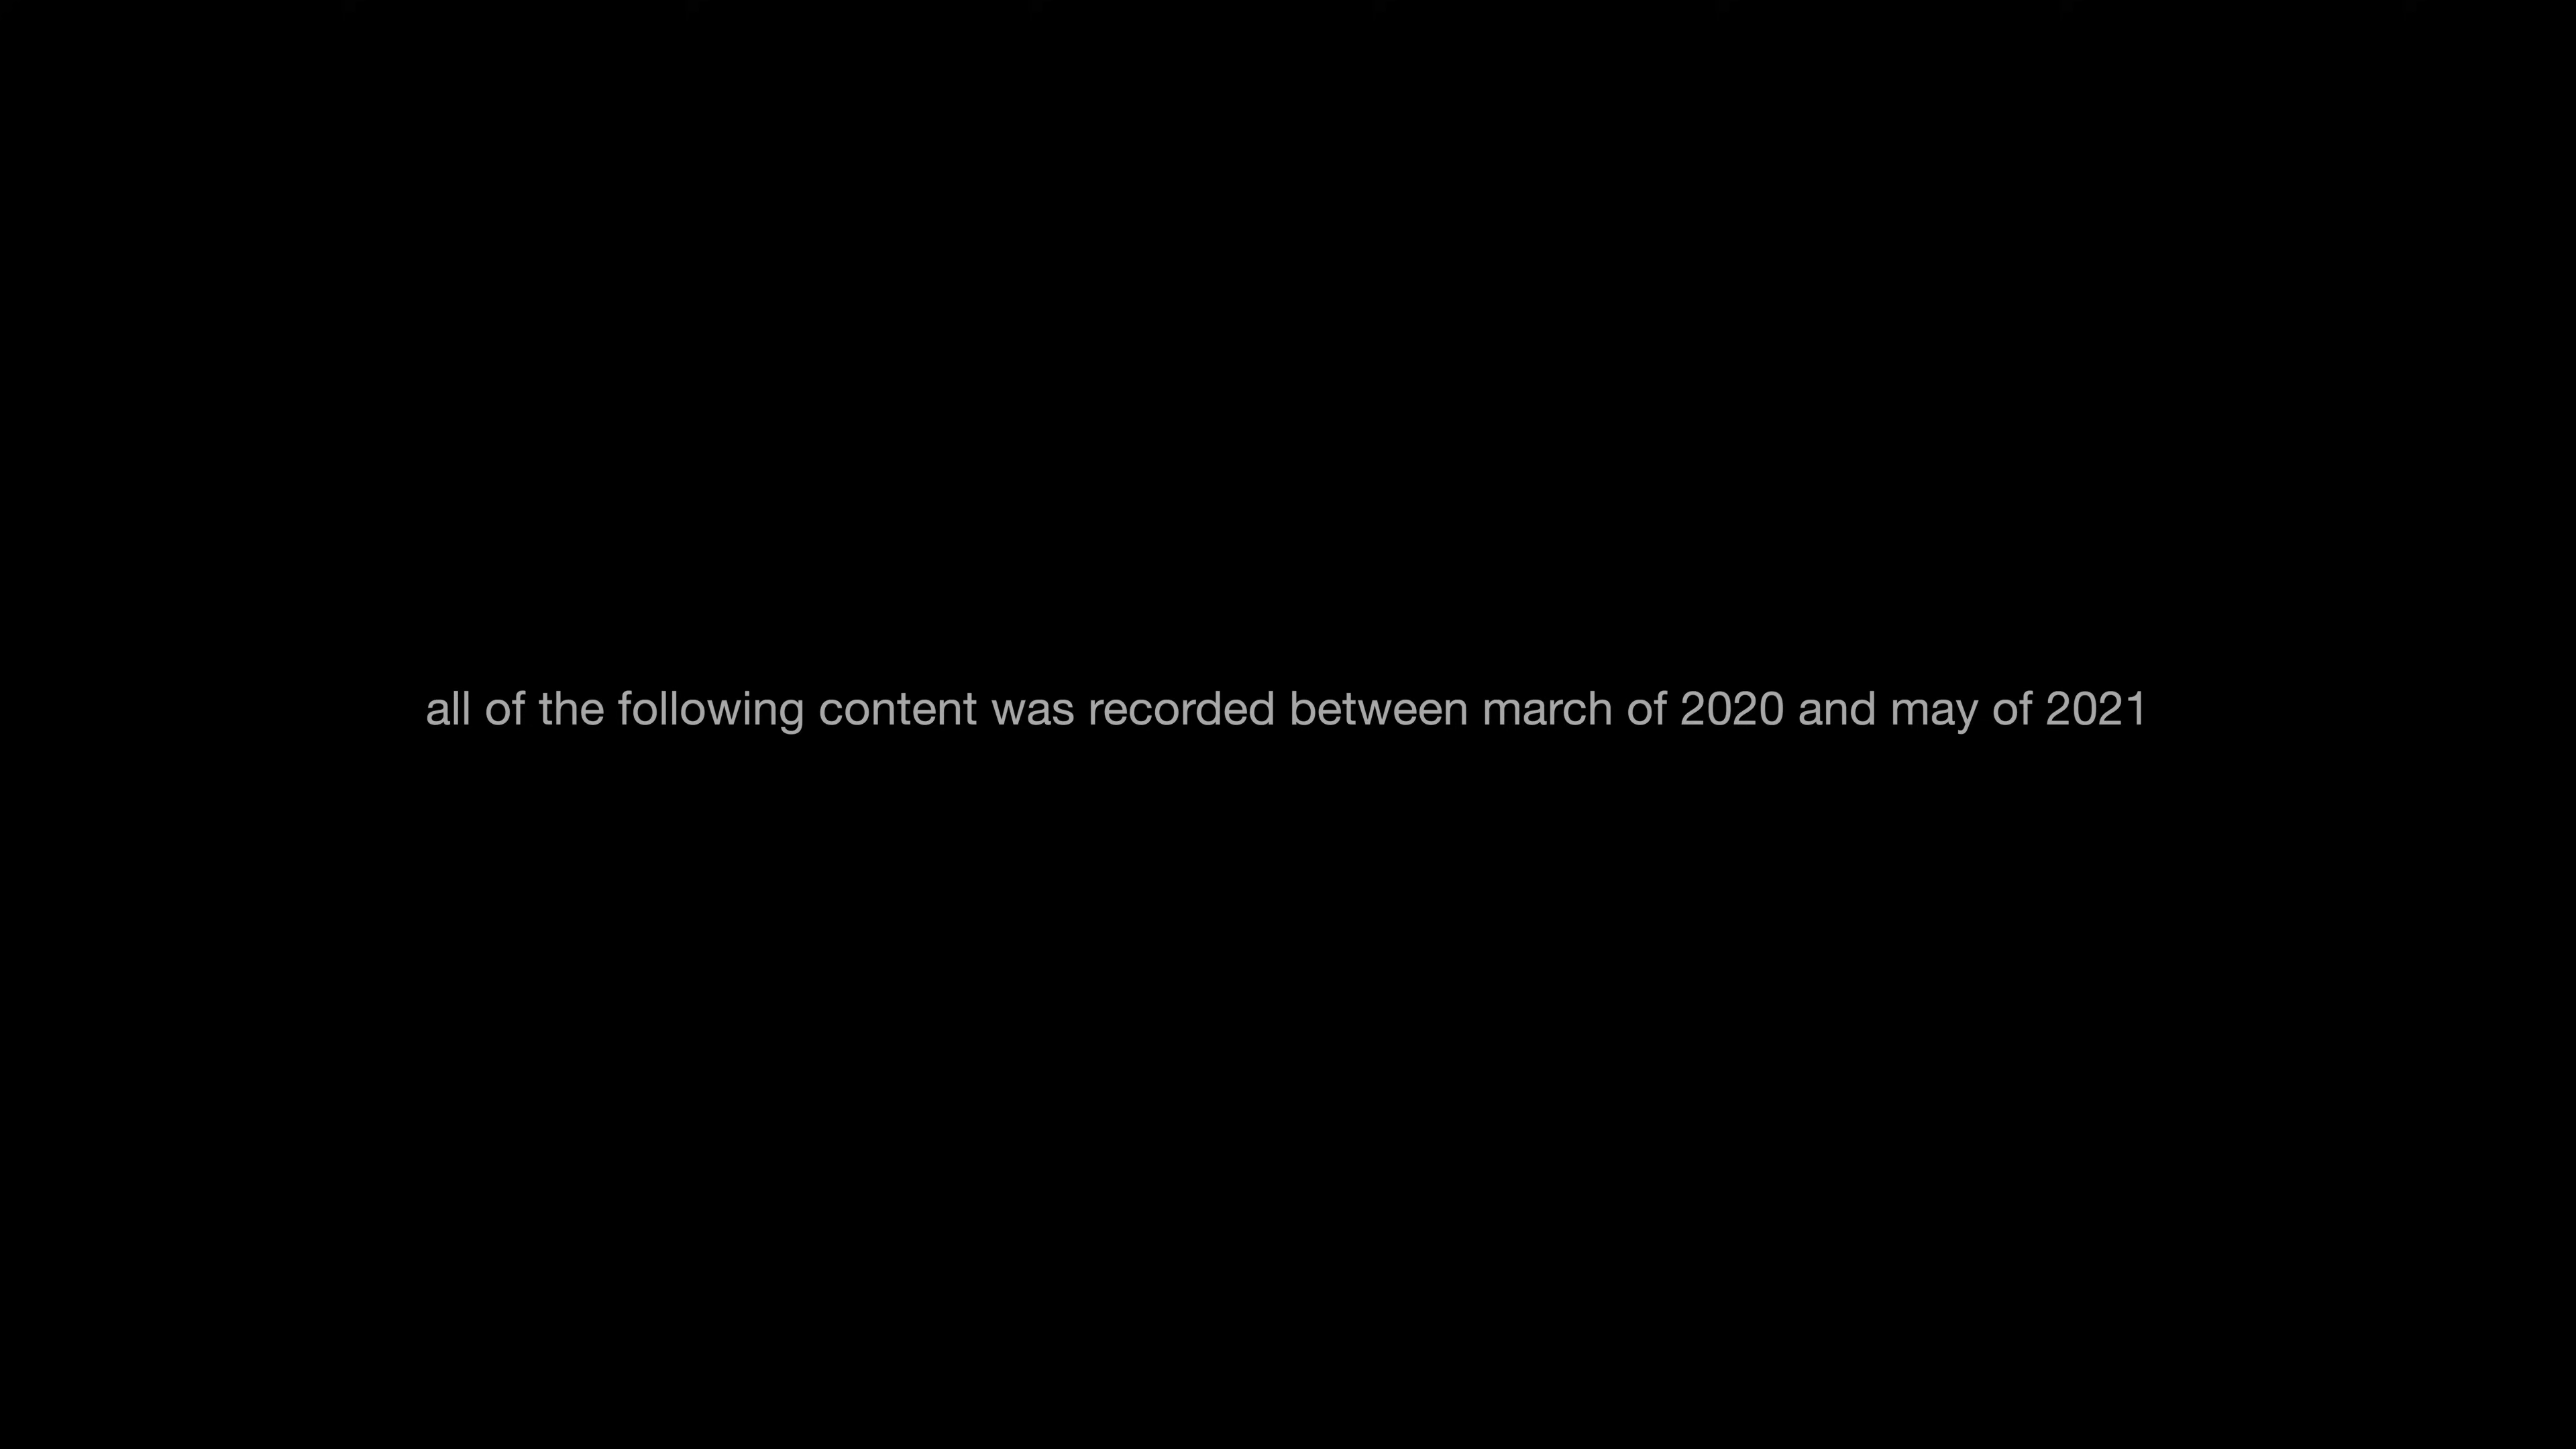 all of the following content was recorded between march of 2020 and may of 2021